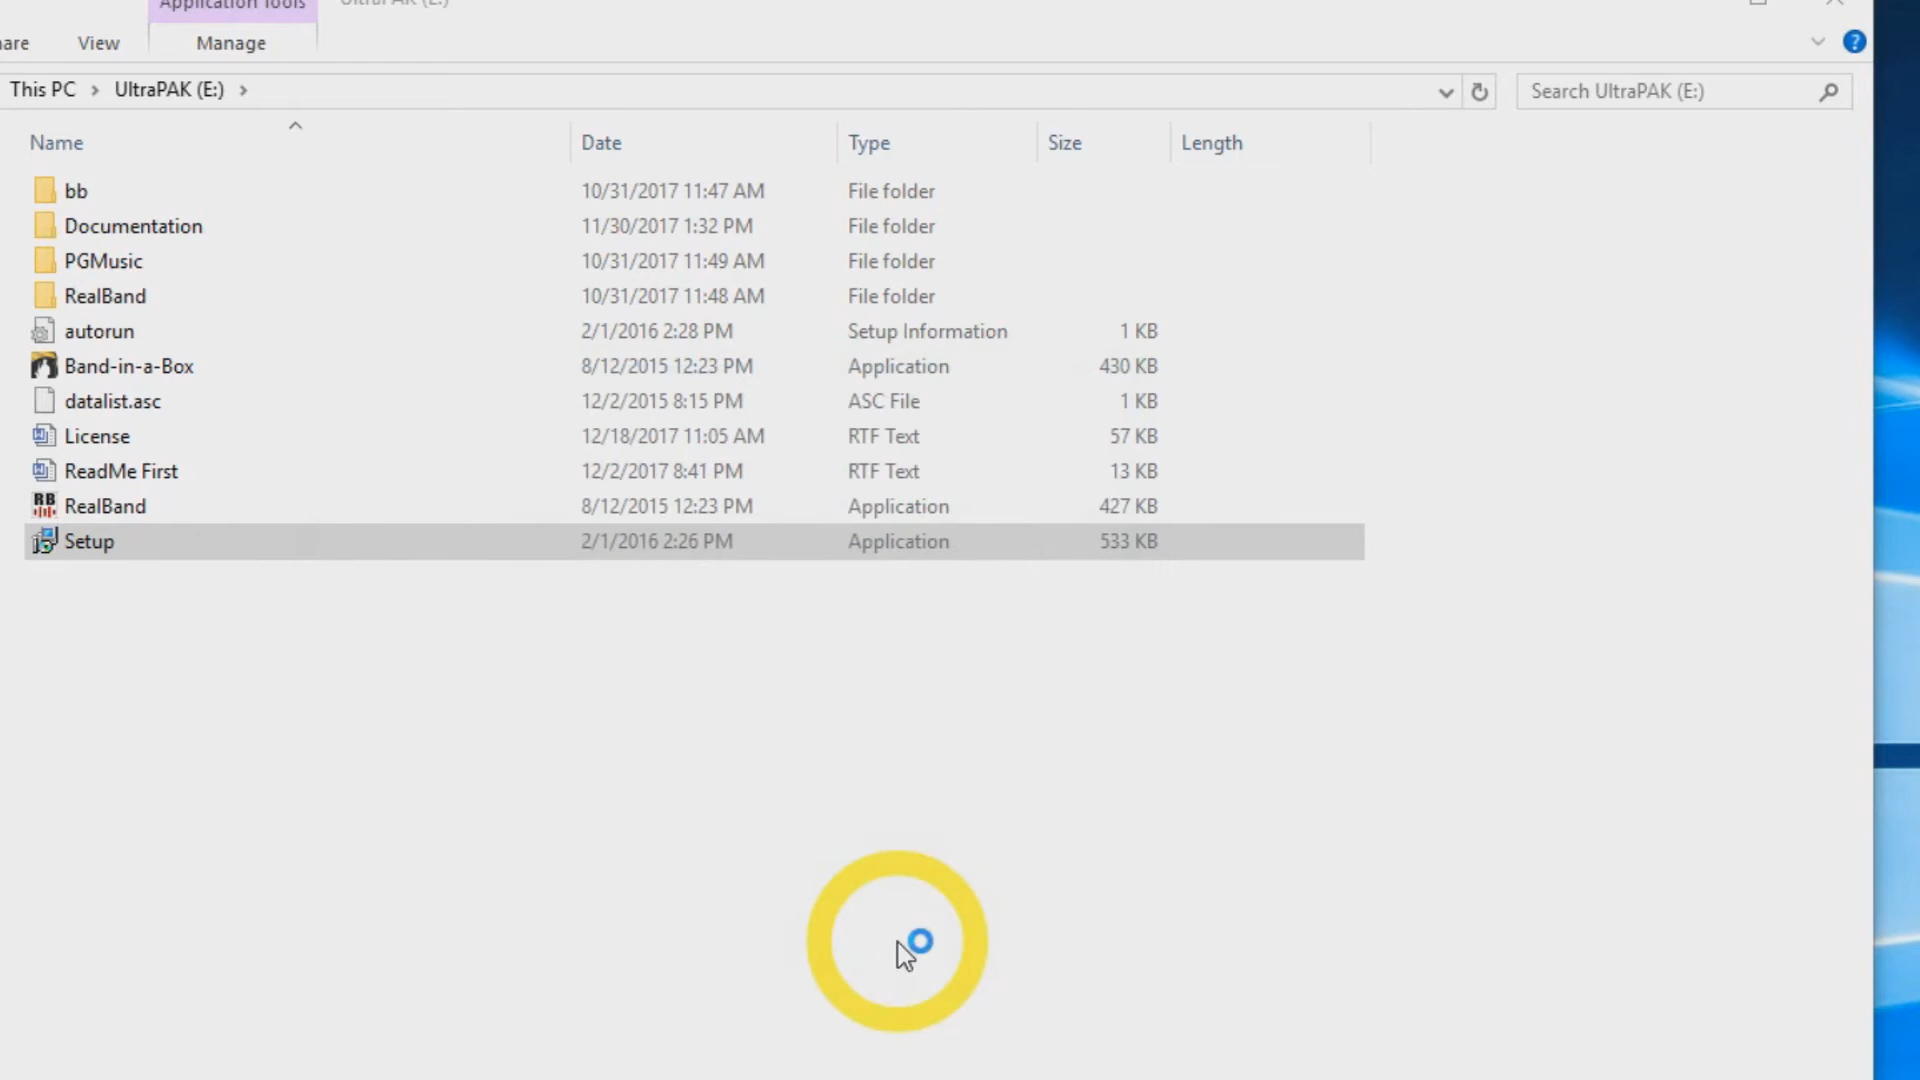 Application Tools UltraPAK (E:)
are View Manage ?
This PC > UltraPAK (E:) > Search UltraPAK (E:)
Name Date Type Size Length
bb 10/31/2017 11:47 AM File folder
Documentation 11/30/2017 1:32 PM File folder
PGMusic 10/31/2017 11:49 AM File folder
RealBand 10/31/2017 11:48 AM File folder
autorun 2/1/2016 2:28 PM Setup Information 1 KB
Band-in-a-Box 8/12/2015 12:23 PM Application 430 KB
datalist.asc 12/2/2015 8:15 PM ASC File 1 KB
License 12/18/2017 11:05 AM RTF Text 57 KB
ReadMe First 12/2/2017 8:41 PM RTF Text 13 KB
RB RealBand 8/12/2015 12:23 PM Application 427 KB
Setup 2/1/2016 2:26 PM Application 533 KB